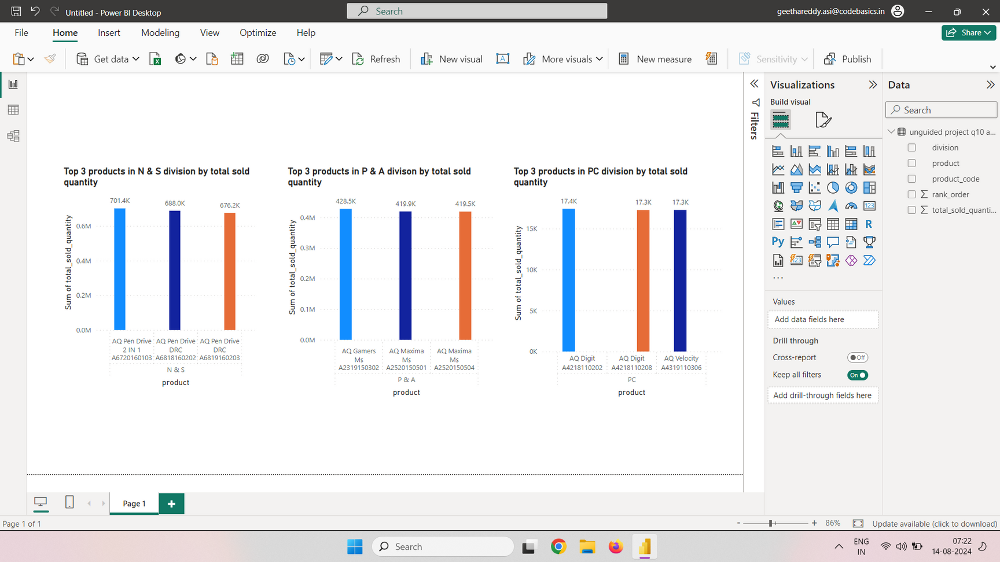 Untitled - Power BI Desktop
Search
geethareddy.asi@codebasics.in
File
Home
Insert
Modeling
View
Optimize
Help
Share
Get data
Refresh
New visual
A
More visuals
New measure
Sensitivity
Publish
Filters
Visualizations
Build visual
Data
Search
unguided project q10 a...
division
product
product_code
rank_order
total_sold_quanti...
Top 3 products in N & S division by total sold
quantity
701.4K
688.0K
676.2K
Sum of total_sold_quantity
0.6M
0.4M
0.2M
0.0M
AQ Pen Drive
2 IN 1
A6720160103
AQ Pen Drive
DRC
A6818160202
AQ Pen Drive
DRC
A6819160203
N & S
product
Top 3 products in P & A divison by total sold
quantity
428.5K
419.9K
419.5K
Sum of total_sold_quantity
0.4M
0.3M
0.2M
0.1M
0.0M
AQ Gamers
Ms
A2319150302
AQ Maxima
Ms
A2520150501
AQ Maxima
Ms
A2520150504
P & A
product
Top 3 products in PC division by total sold
quantity
17.4K
17.3K
17.3K
Sum of total_sold_quantity
15K
10K
5K
0K
AQ Digit
A4218110202
AQ Digit
A4218110208
AQ Velocity
A4319110306
PC
product
123
R
Py
123
...
Values
Add data fields here
Drill through
Cross-report
Off
Keep all filters
On
Add drill-through fields here
Page 1
+
Page 1 of 1
- + 86%
Update available (click to download)
Search
ENG
IN
07:22
14-08-2024